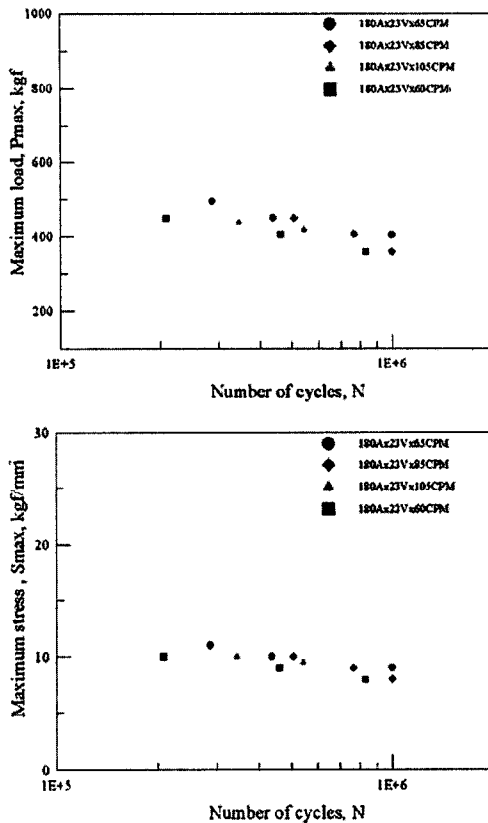 1000
800
600
400
200
Maximum load, Pmax, kgf
180Ax23Vx65CPM
180Ax23Vx85CPM
180Ax23Vx105CPM
180Ax23Vx60CPM
1E+5
1E+6
Number of cycles, N
30
20
10
0
Maximum stress , Smax, kgf/mm
180Ax23Vx65CPM
180Ax23Vx85CPM
180Ax23Vx105CPM
180Ax23Vx60CPM
1E+5
1E+6
Number of cycles, N